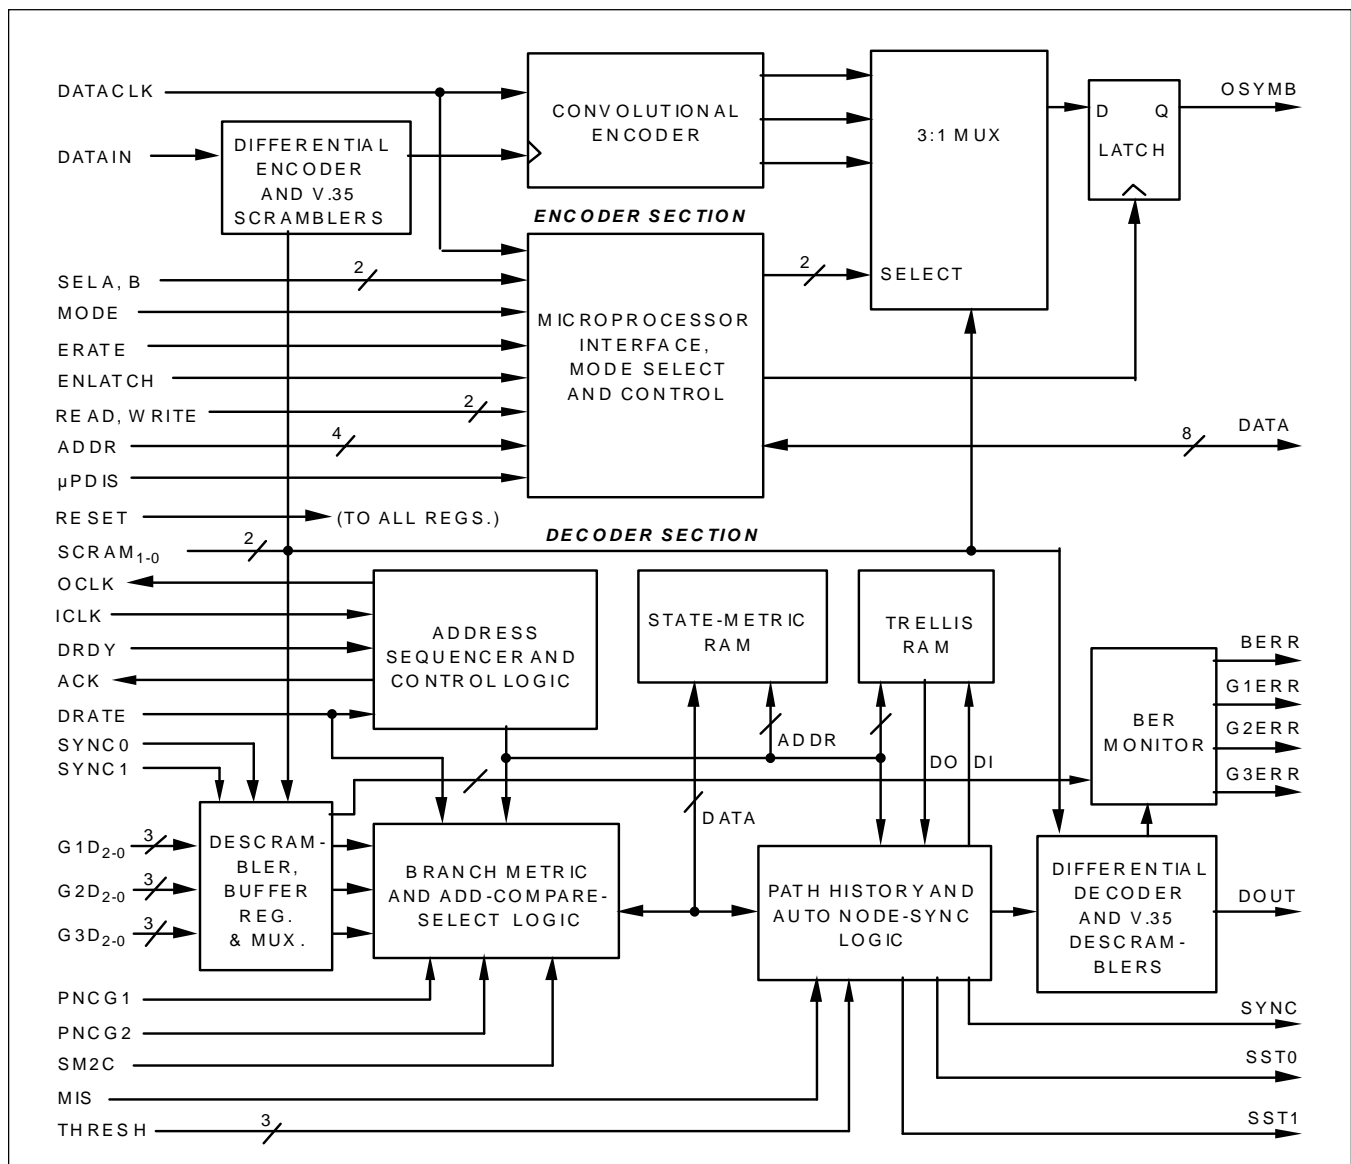 DATACLK
DATAIN
DIFFERENTIAL
ENCODER
AND V.35
SCRAMBLERS
CONVOLUTIONAL
ENCODER
3:1 MUX
SELECT
D Q
LATCH
OSYMB
ENCODER SECTION
SELA, B
2
MODE
ERATE
ENLATCH
READ, WRITE
2
ADDR
4
µPDIS
MICROPROCESSOR
INTERFACE,
MODE SELECT
AND CONTROL
2
8
DATA
RESET
(TO ALL REGS.)
DECODER SECTION
SCRAM1-0
2
OCLK
ICLK
DRDY
ACK
DRATE
SYNC0
SYNC1
ADDRESS
SEQUENCER AND
CONTROL LOGIC
STATE-METRIC
RAM
TRELLIS
RAM
ADDR
DO DI
DATA
BER
MONITOR
BERR
G1ERR
G2ERR
G3ERR
G1D2-0
3
G2D2-0
3
G3D2-0
3
DESCRAM-
BLER,
BUFFER
REG.
& MUX.
BRANCH METRIC
AND ADD-COMPARE-
SELECT LOGIC
PATH HISTORY AND
AUTO NODE-SYNC
LOGIC
DIFFERENTIAL
DECODER
AND V.35
DESCRAM-
BLERS
DOUT
PNCG1
PNCG2
SM2C
MIS
THRESH
3
SYNC
SST0
SST1